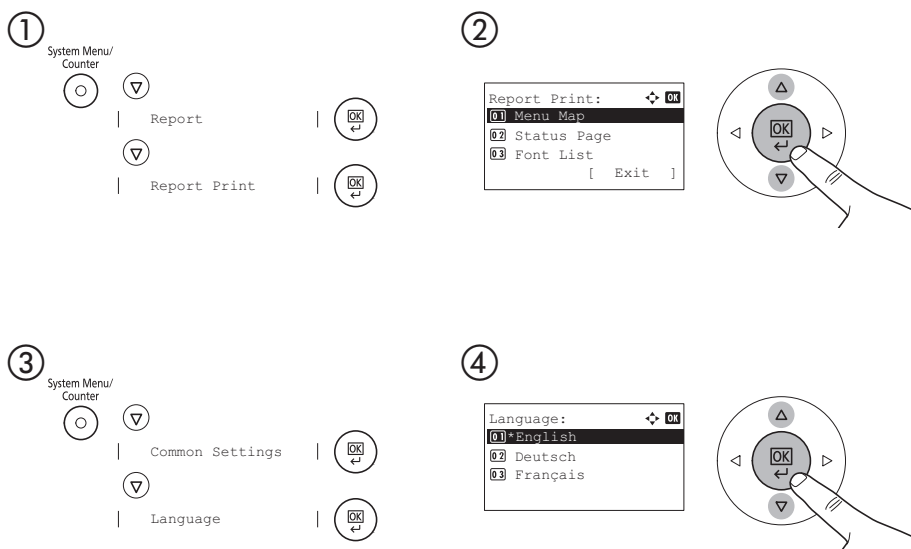 ①
System Menu/
Counter
Report
OK
Report Print
OK
②
Report Print: OK
01 Menu Map
02 Status Page
03 Font List
[ Exit ]
OK
③
System Menu/
Counter
Common Settings
OK
Language
OK
④
Language: OK
01 *English
02 Deutsch
03 Français
OK